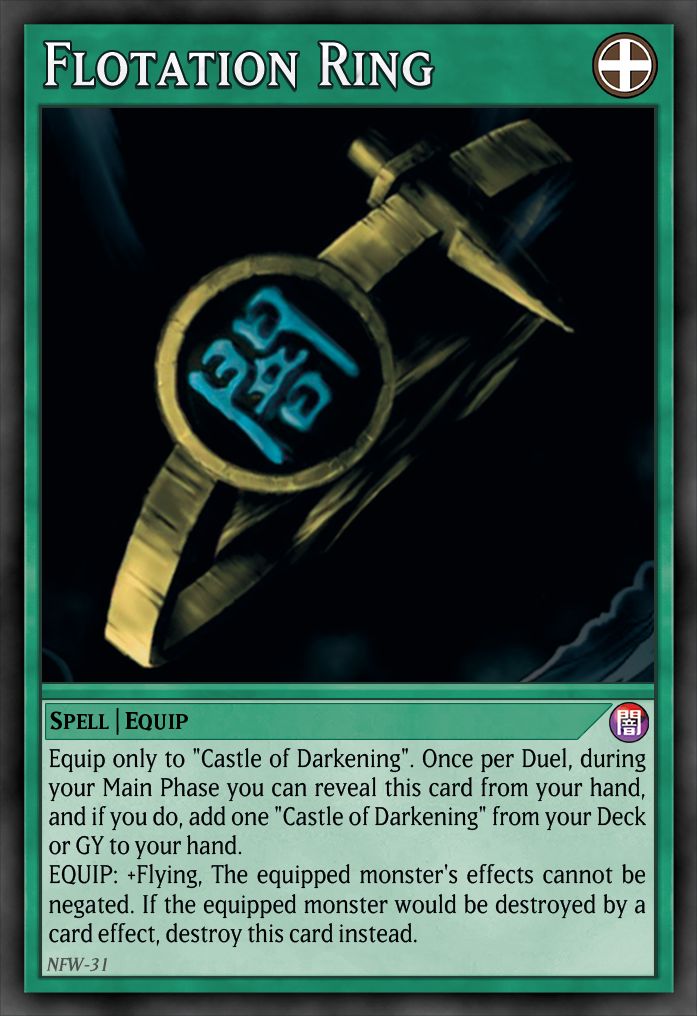 Flotation Ring
闇
Spell | Equip
闇
Equip only to "Castle of Darkening". Once per Duel, during
your Main Phase you can reveal this card from your hand,
and if you do, add one "Castle of Darkening" from your Deck
or GY to your hand.
EQUIP: +Flying, The equipped monster's effects cannot be
negated. If the equipped monster would be destroyed by a
card effect, destroy this card instead.
NFW-31